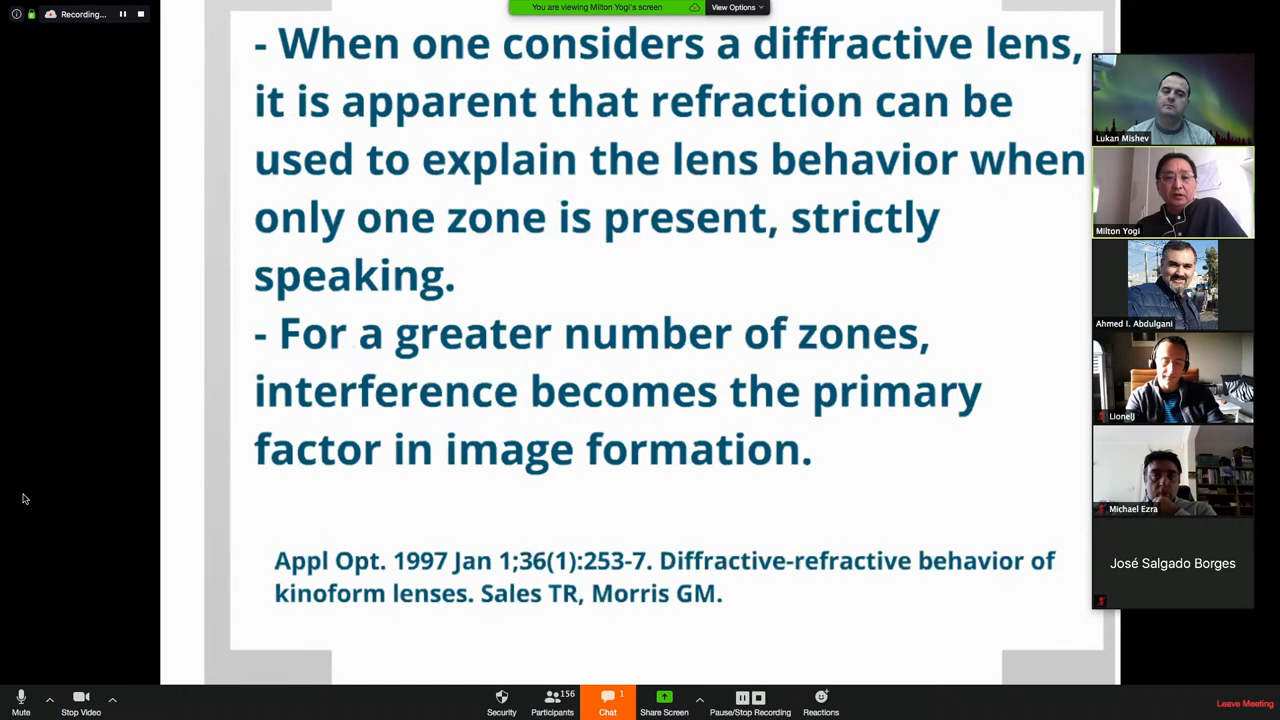 Recording...
You are viewing Milton Yogi's screen
View Options
- When one considers a diffractive lens,
it is apparent that refraction can be
used to explain the lens behavior when
only one zone is present, strictly
speaking.
- For a greater number of zones,
interference becomes the primary
factor in image formation.
Appl Opt. 1997 Jan 1;36(1):253-7. Diffractive-refractive behavior of
kinoform lenses. Sales TR, Morris GM.
Lukan Mishev
Milton Yogi
Ahmed I. Abdulgani
LionelJ
Michael Ezra
José Salgado Borges
Mute
Stop Video
Security
Participants
156
Chat
1
Share Screen
Pause/Stop Recording
Reactions
Leave Meeting